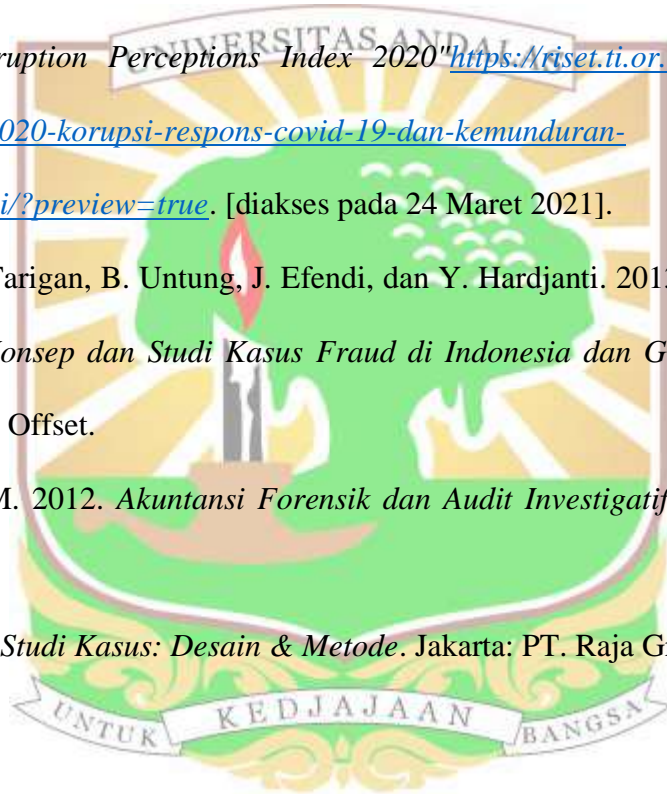 UNIVERSITAS ANDALAS
ruption Perceptions Index 2020"https://riset.ti.or.
020-korupsi-respons-covid-19-dan-kemunduran-
i/?preview=true. [diakses pada 24 Maret 2021].
Tarigan, B. Untung, J. Efendi, dan Y. Hardjanti. 2013
Konsep dan Studi Kasus Fraud di Indonesia dan G
Offset.
M. 2012. Akuntansi Forensik dan Audit Investigatif
Studi Kasus: Desain & Metode. Jakarta: PT. Raja G
UNTUK KEDJAJAAN BANGSA